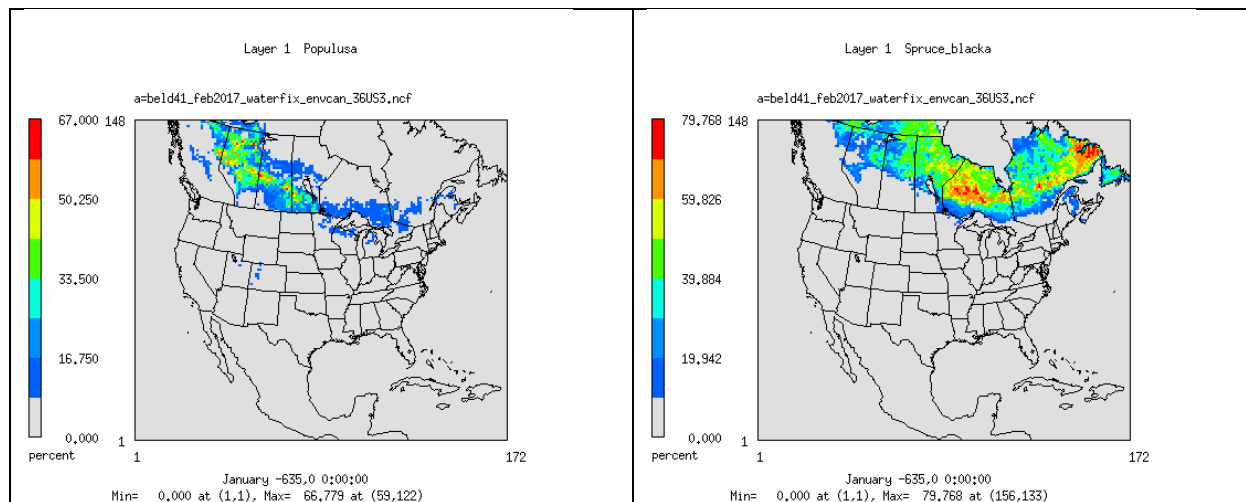 Layer 1 Populusa
a=beld41_feb2017_waterfix_envcan_36US3.ncf
67.000
148
50.250
33.500
16.750
0.000
1
percent
1
172
January -635,0 0:00:00
Min= 0.000 at (1,1), Max= 66.779 at (59,122)
Layer 1 Spruce_blacka
a=beld41_feb2017_waterfix_envcan_36US3.ncf
79.768
148
59.826
39.884
19.942
0.000
1
percent
1
172
January -635,0 0:00:00
Min= 0.000 at (1,1), Max= 79.768 at (156,133)